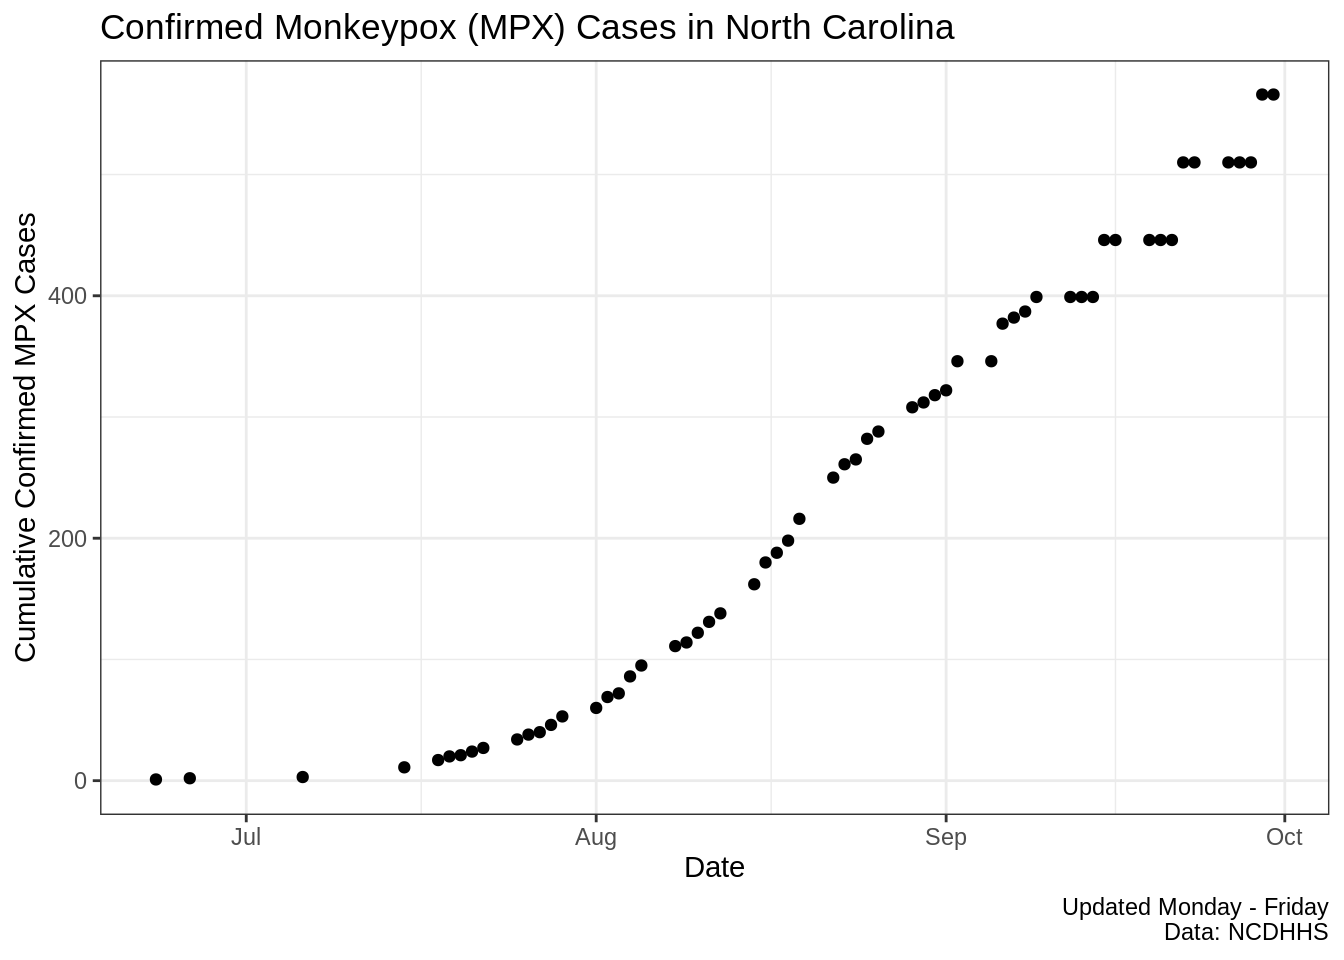 Confirmed Monkeypox (MPX) Cases in North Carolina
Cumulative Confirmed MPX Cases
400
200
0
Jul Aug Sep Oct
Date
Updated Monday - Friday
Data: NCDHHS